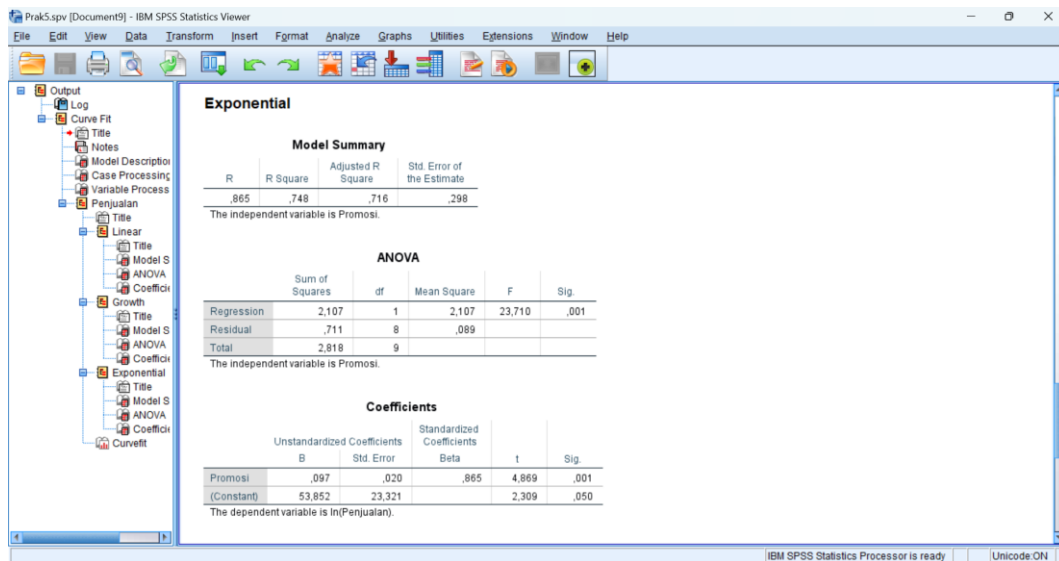 Prak5.spv [Document9] - IBM SPSS Statistics Viewer
File Edit View Data Transform Insert Format Analyze Graphs Utilities Extensions Window Help
Output
Log
Curve Fit
Title
Notes
Model Description
Case Processing
Variable Process
Penjualan
Title
Linear
Title
Model S
ANOVA
Coefficie
Growth
Title
Model S
ANOVA
Coefficie
Exponential
Title
Model S
ANOVA
Coefficie
Curvefit
Exponential
Model Summary
R R Square Adjusted R Square Std. Error of the Estimate
,865 ,748 ,716 ,298
The independent variable is Promosi.
ANOVA
Sum of Squares df Mean Square F Sig.
Regression 2,107 1 2,107 23,710 ,001
Residual ,711 8 ,089
Total 2,818 9
The independent variable is Promosi.
Coefficients
Unstandardized Coefficients Standardized Coefficients
B Std. Error Beta t Sig.
Promosi ,097 ,020 ,865 4,869 ,001
(Constant) 53,852 23,321 2,309 ,050
The dependent variable is ln(Penjualan).
IBM SPSS Statistics Processor is ready Unicode:ON